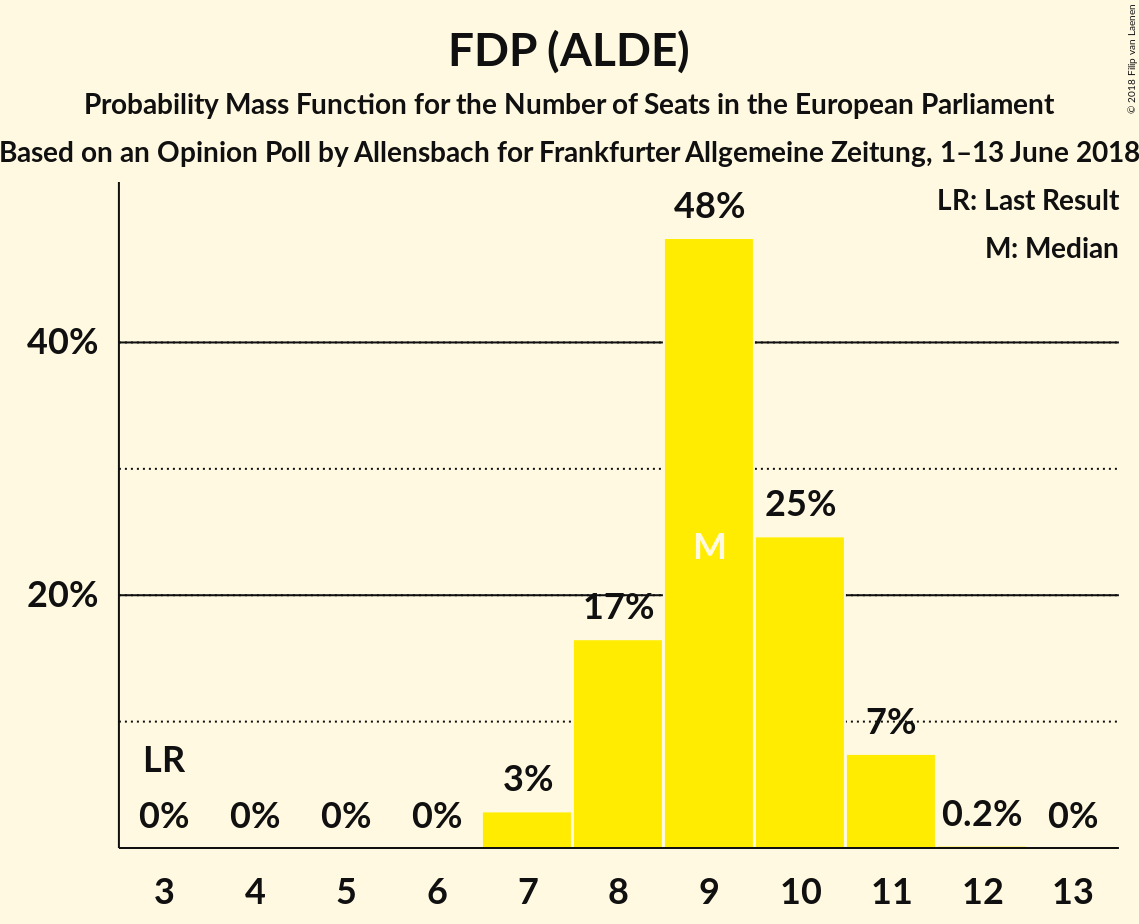 FDP (ALDE)
Probability Mass Function for the Number of Seats in the European Parliament
Based on an Opinion Poll by Allensbach for Frankfurter Allgemeine Zeitung, 1–13 June 2018
© 2018 Filip van Laenen
LR: Last Result
M: Median
48%
40%
25%
M
20%
17%
7%
LR
3%
0% 0% 0% 0% 0.2% 0%
3 4 5 6 7 8 9 10 11 12 13